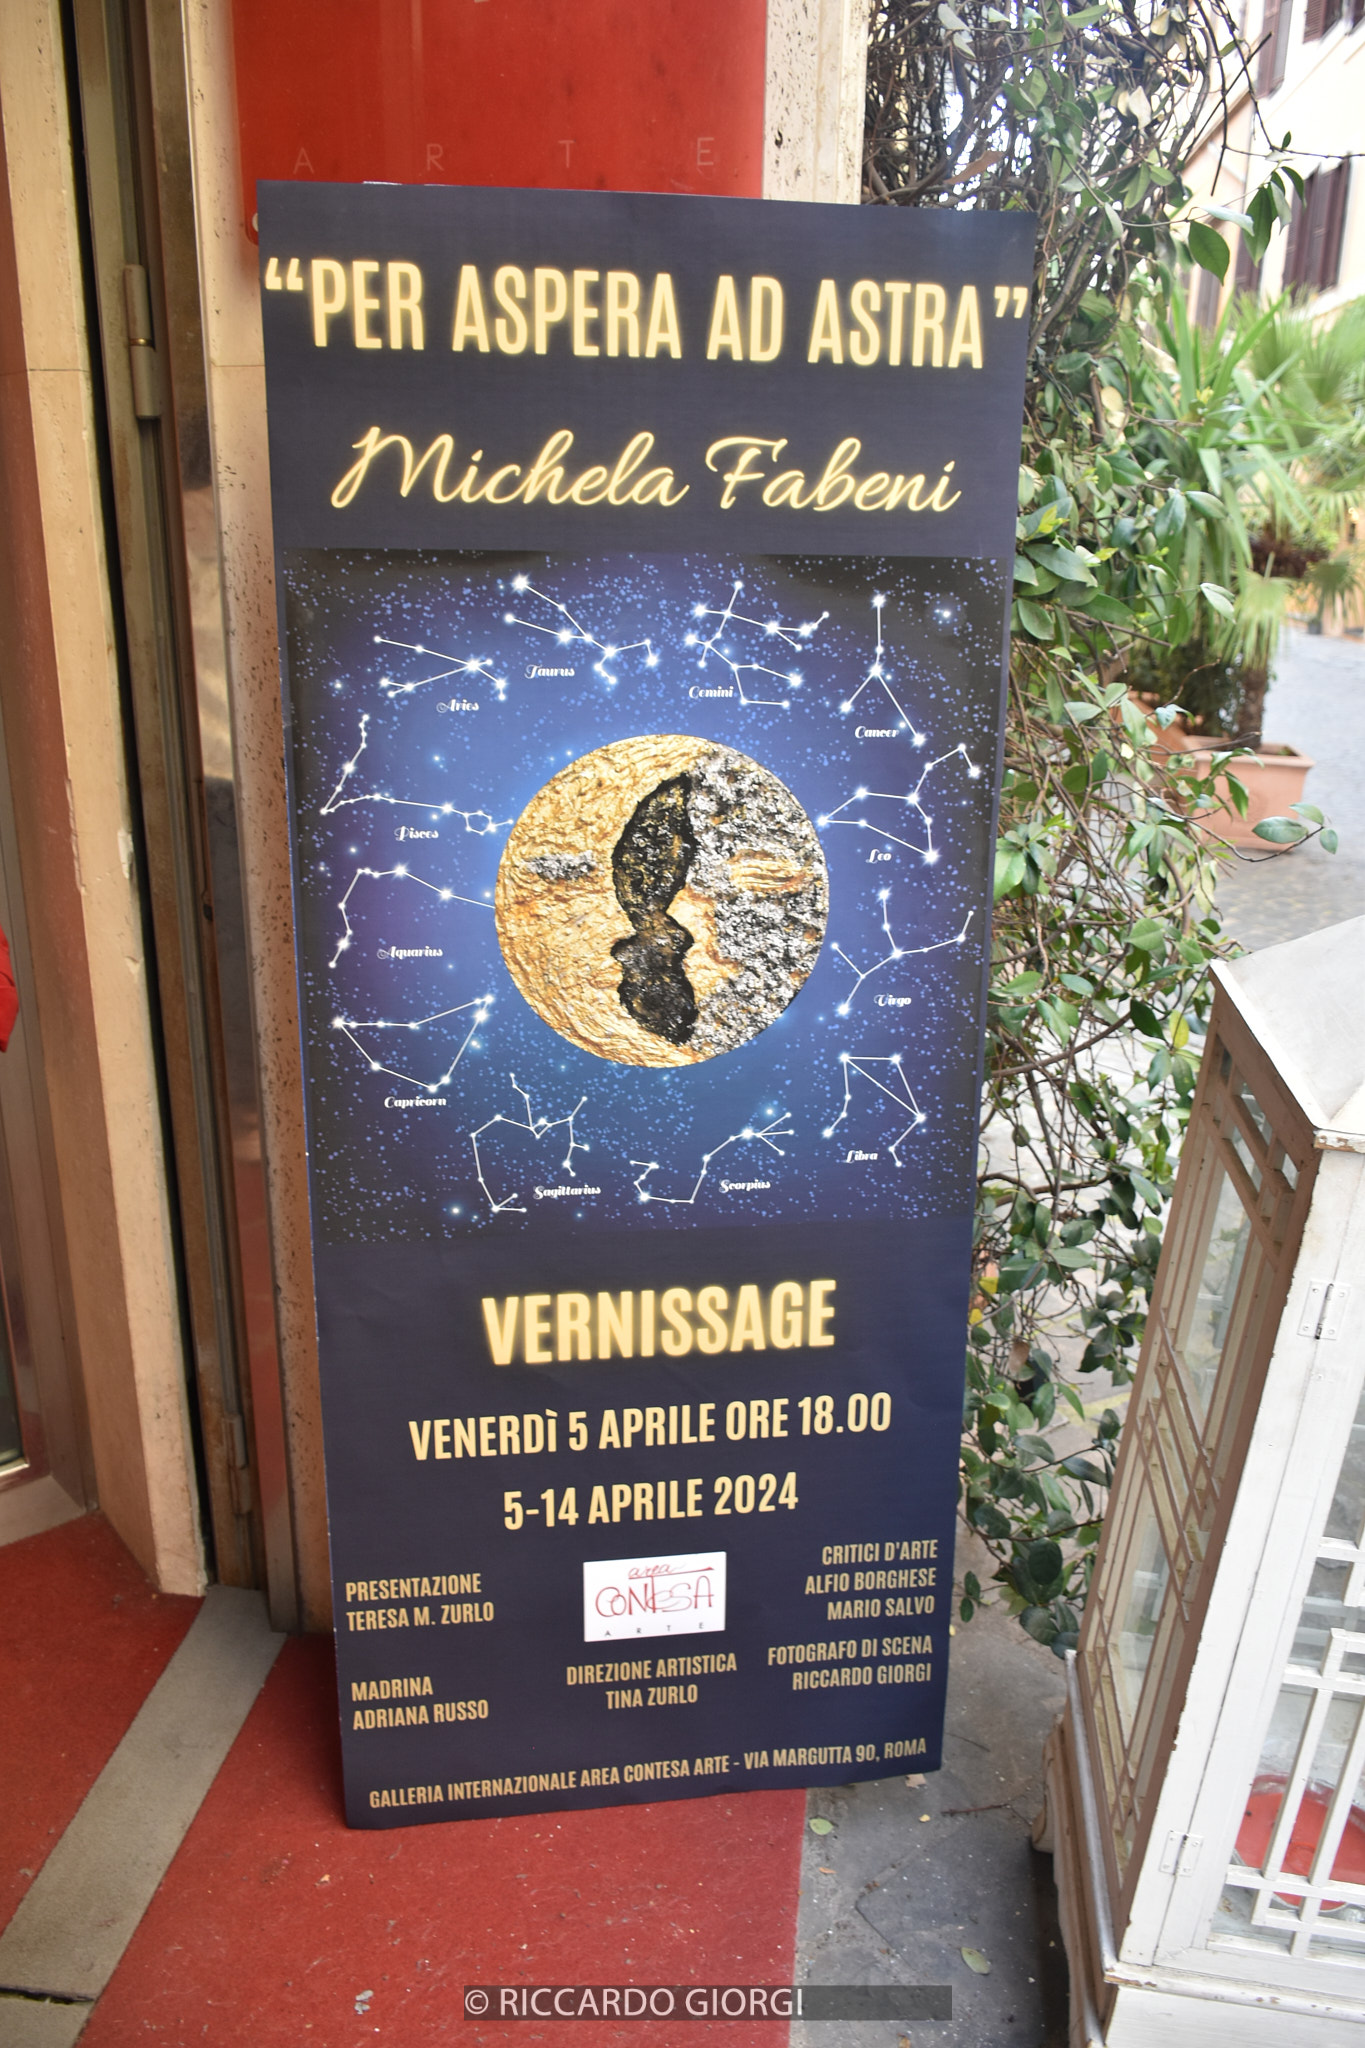 A R T E
“PER ASPERA AD ASTRA”
Michela Fabeni
Taurus
Gemini
Aries
Cancer
Pisces
Leo
Aquarius
Virgo
Capricorn
Libra
Sagittarius
Scorpius
VERNISSAGE
VENERDÌ 5 APRILE ORE 18.00
5-14 APRILE 2024
PRESENTAZIONE
TERESA M. ZURLO
MADRINA
ADRIANA RUSSO
area
CONTESA
A R T E
DIREZIONE ARTISTICA
TINA ZURLO
CRITICI D'ARTE
ALFIO BORGHESE
MARIO SALVO
FOTOGRAFO DI SCENA
RICCARDO GIORGI
GALLERIA INTERNAZIONALE AREA CONTESA ARTE - VIA MARGUTTA 90, ROMA
© RICCARDO GIORGI